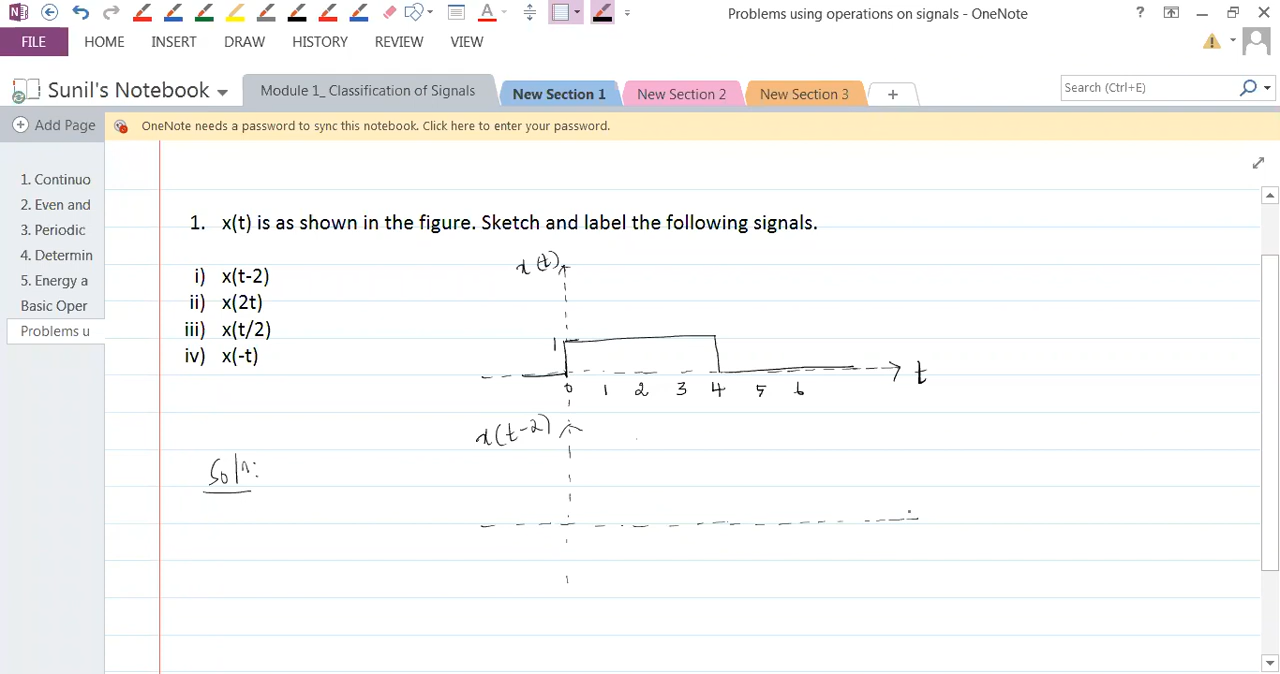 Problems using operations on signals - OneNote
?
FILE HOME INSERT DRAW HISTORY REVIEW VIEW
Sunil's Notebook
Module 1_ Classification of Signals
New Section 1
New Section 2
New Section 3
+
Search (Ctrl+E)
Add Page
OneNote needs a password to sync this notebook. Click here to enter your password.
1. Continuo
2. Even and
3. Periodic
4. Determin
5. Energy a
Basic Oper
Problems u
1. x(t) is as shown in the figure. Sketch and label the following signals.
i) x(t-2)
ii) x(2t)
iii) x(t/2)
iv) x(-t)
x(t)
1
0 1 2 3 4 5 6
t
x(t-2)
Soln: